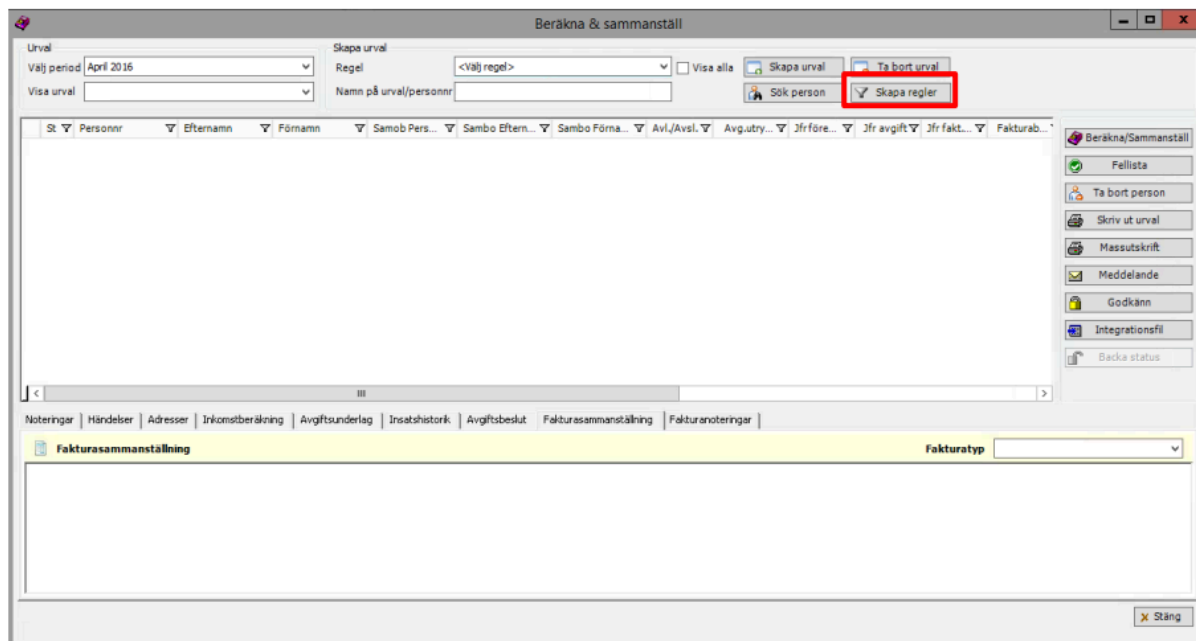 Beräkna & sammanställ
Urval
Skapa urval
Välj period April 2016
Regel <Välj regel> Visa alla Skapa urval Ta bort urval
Visa urval
Namn på urval/personnr Sök person Skapa regler
St Personnr Efternamn Förnamn Samob Pers... Sambo Eftern... Sambo Förna... Avl./Avsl. Avg.utry... Jfr före... Jfr avgift Jfr fakt.... Fakturab...
Beräkna/Sammanställ
Fellista
Ta bort person
Skriv ut urval
Massutskrift
Meddelande
Godkänn
Integrationsfil
Backa status
Noteringar Händelser Adresser Inkomstberäkning Avgiftsunderlag Insatshistorik Avgiftsbeslut Fakturasammanställning Fakturanoteringar
Fakturasammanställning Fakturatyp
Stäng